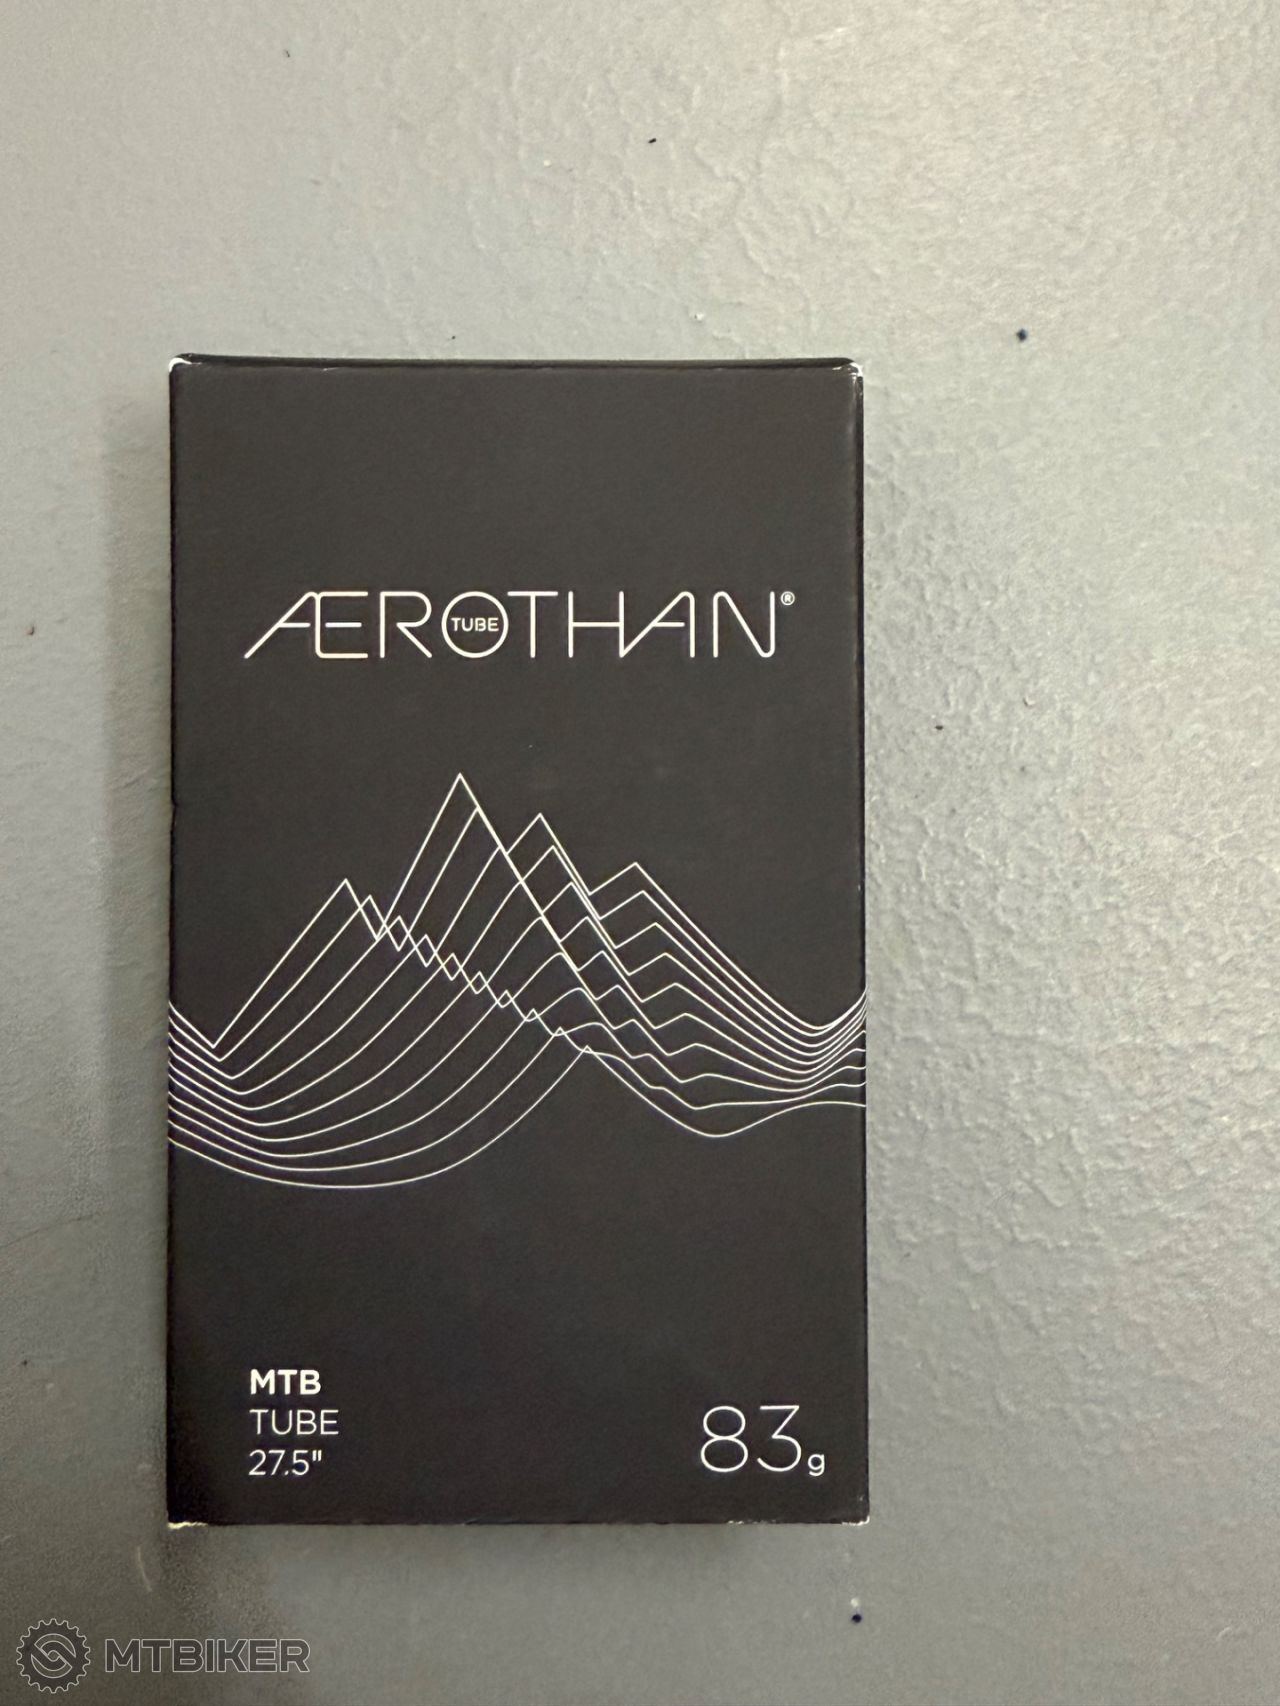 ÆROTHAN®
TUBE
MTB
TUBE
27.5"
83g
MTBIKER